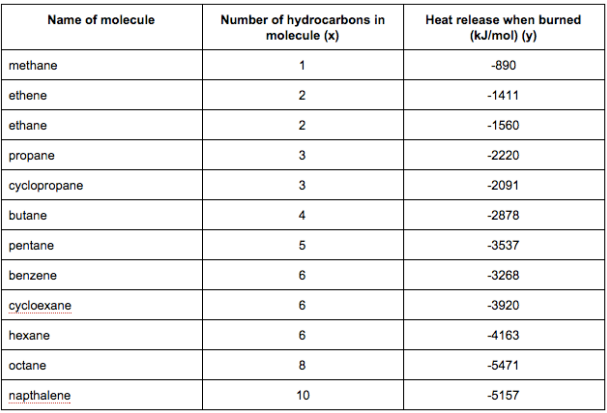 Name of molecule Number of hydrocarbons in molecule (x) Heat release when burned (kJ/mol) (y)
methane 1 -890
ethene 2 -1411
ethane 2 -1560
propane 3 -2220
cyclopropane 3 -2091
butane 4 -2878
pentane 5 -3537
benzene 6 -3268
cycloexane 6 -3920
hexane 6 -4163
octane 8 -5471
napthalene 10 -5157